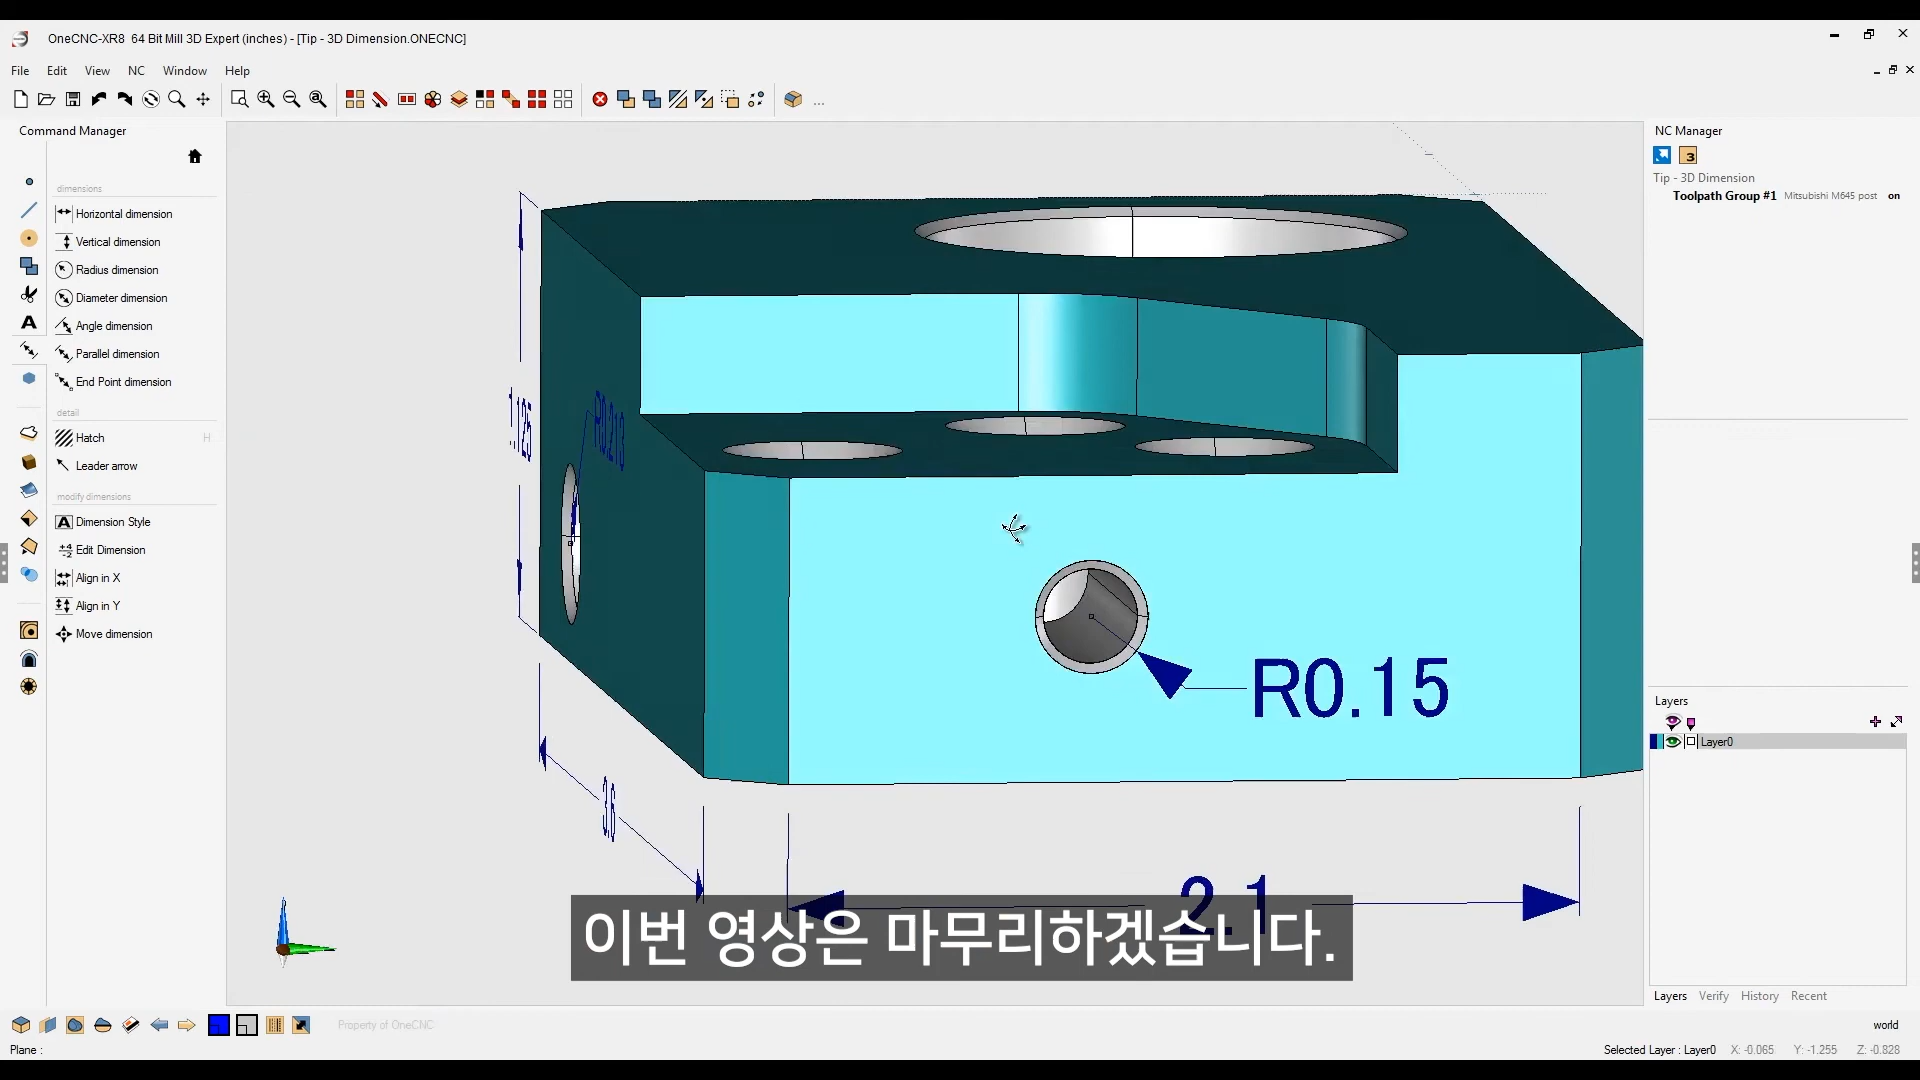 OneCNC-XR8 64 Bit Mill 3D Expert (inches) - [Tip - 3D Dimension.ONECNC]
File Edit View NC Window Help
...
Command Manager
dimensions
Horizontal dimension
Vertical dimension
Radius dimension
Diameter dimension
Angle dimension
Parallel dimension
End Point dimension
detail
Hatch H
Leader arrow
modify dimensions
Dimension Style
Edit Dimension
Align in X
Align in Y
Move dimension
R0.15
3.6
2.1
이번 영상은 마무리하겠습니다.
NC Manager
3
Tip - 3D Dimension
Toolpath Group #1 Mitsubishi M645 post on
Layers
Layer0
Layers Verify History Recent
Property of OneCNC
world
Plane :
Selected Layer : Layer0 X: -0.065 Y: -1.255 Z: -0.828